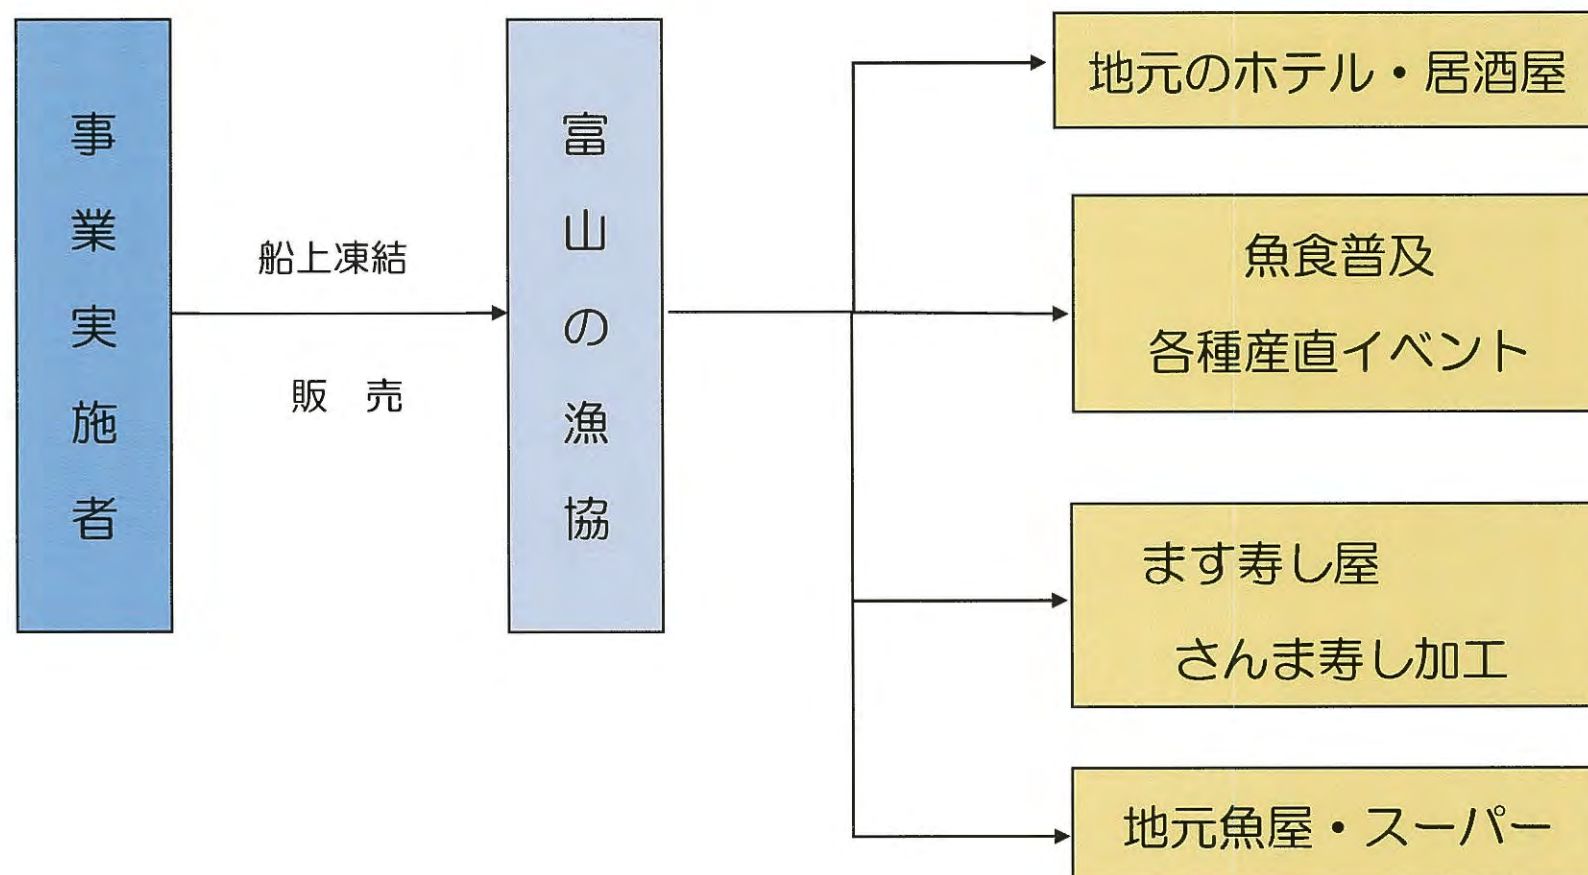 事業実施者
船上凍結
販　売
富山の漁協
地元のホテル・居酒屋
魚食普及
各種産直イベント
ます寿し屋
さんま寿し加工
地元魚屋・スーパー